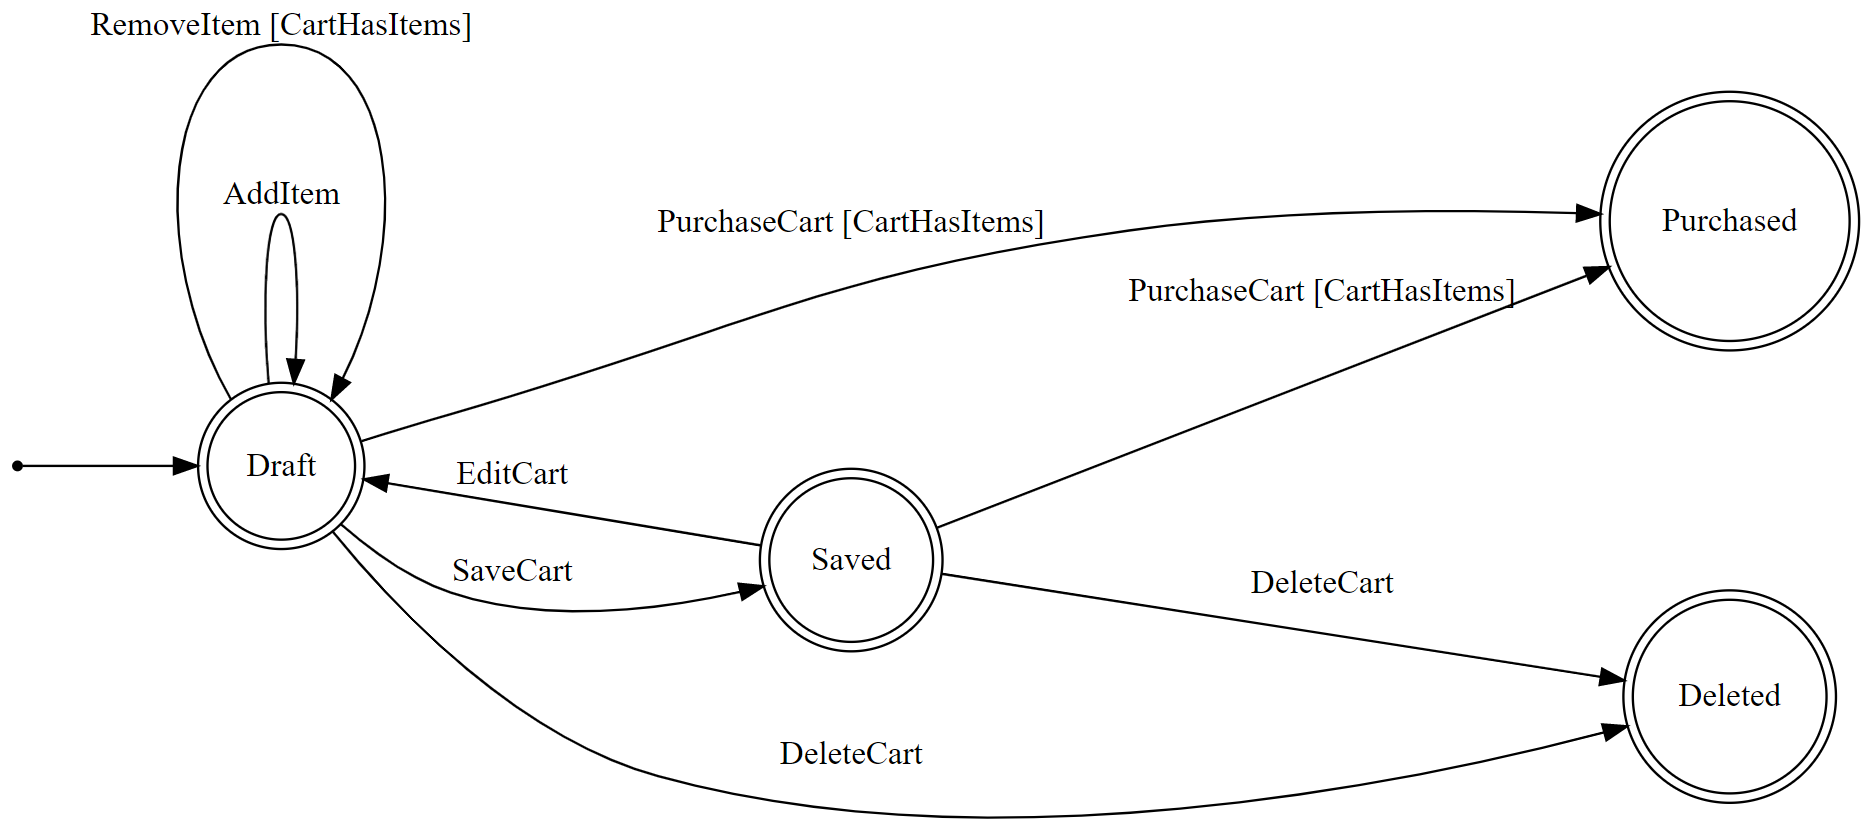 RemoveItem [CartHasItems]
AddItem
PurchaseCart [CartHasItems]
Purchased
PurchaseCart [CartHasItems]
Draft
EditCart
Saved
SaveCart
DeleteCart
Deleted
DeleteCart